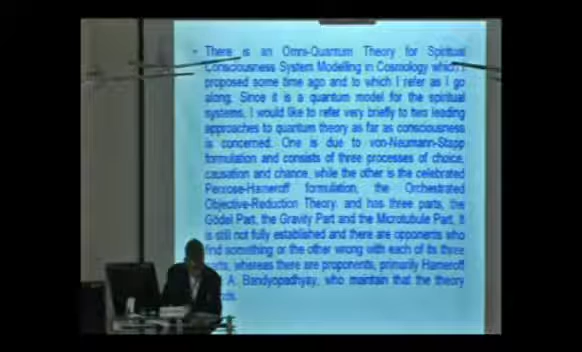 • There is an Omni-Quantum Theory for Spiritual
Consciousness System Modelling in Cosmology which I
proposed some time ago and to which I refer as I go
along. Since it is a quantum model for the spiritual
systems, I would like to refer very briefly to two leading
approaches to quantum theory as far as consciousness
is concerned. One is due to von-Neumann-Stapp
formulation and consists of three processes of choice,
causation and chance, while the other is the celebrated
Penrose-Hameroff formulation, the Orchestrated
Objective-Reduction Theory, and has three parts, the
Gödel Part, the Gravity Part and the Microtubule Part. It
is still not fully established and there are opponents who
find something or the other wrong with each of its three
whereas there are proponents, primarily Hameroff
A. Bandyopadhyay, who maintain that the theory